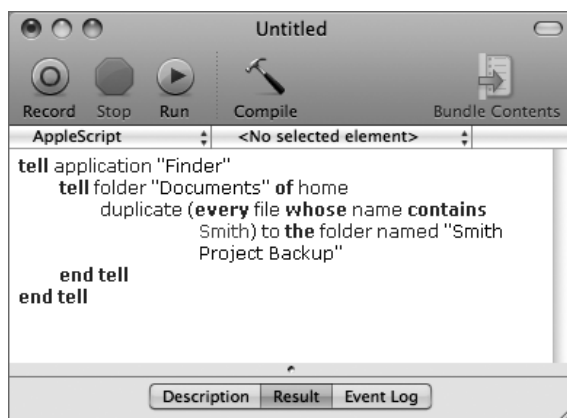 Untitled
Record Stop Run Compile Bundle Contents
AppleScript <No selected element>
tell application "Finder"
tell folder "Documents" of home
duplicate (every file whose name contains
Smith) to the folder named "Smith
Project Backup"
end tell
end tell
Description Result Event Log